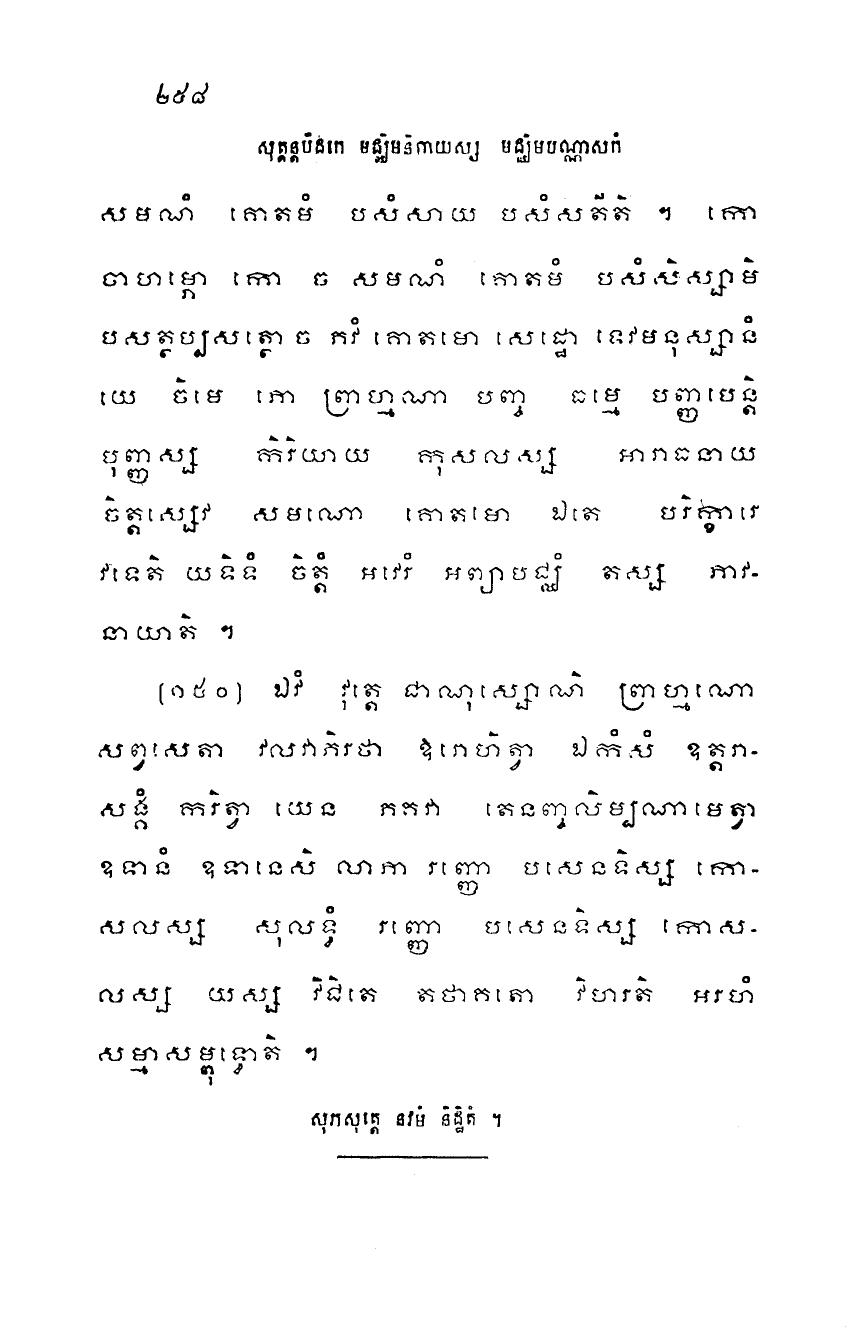 ២៥៨
សុត្តន្តបិដកេ មជ្ឈិមនិកាយស្ស មជ្ឈិមបណ្ណាសកំ
សមណំ គោតមំ បសំសាយ បសំសតីតិ ។ កោ
ចាហម្ភោ កោ ច សមណំ គោតមំ បសំសិស្សាមិ
បសត្ថប្បសត្ថោ ច ភវំ គោតមោ សេដ្ឋោ ទេវមនុស្សានំ
យេ ចិមេ ភោ ព្រាហ្មណា បញ្ច ធម្មេ បញ្ញាបេន្តិ
បុញ្ញស្ស កិរិយាយ កុសលស្ស អារាធនាយ
ចិត្តស្សេវ សមណោ គោតមោ ឯតេ បរិក្ខារេ
វទេតិ យទិទំ ចិត្តំ អវេរំ អព្យាបជ្ឈំ តស្ស ភាវ-
នាយាតិ ។
(១៥០) ឯវំ វុត្តេ ជាណុស្សោណិ ព្រាហ្មណោ
សព្វសេតា វលវាភិរថា ឱរោហិត្វា ឯកំសំ ឧត្តរា-
សង្គំ ករិត្វា យេន ភគវា តេនញ្ជលិម្បណាមេត្វា
ឧទានំ ឧទានេសិ លាភា រញ្ញោ បសេនទិស្ស កោ-
សលស្ស សុលទ្ធំ រញ្ញោ បសេនទិស្ស កោស-
លស្ស យស្ស វិជិតេ តថាគតោ វិហរតិ អរហំ
សម្មាសម្ពុទ្ធោតិ ។
សុភសុត្តំ នវមំ និដ្ឋិតំ ។